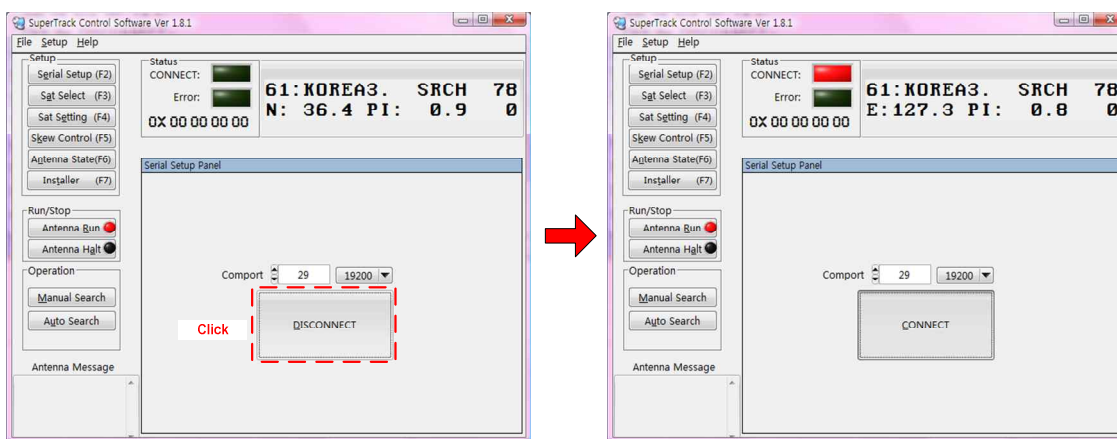 SuperTrack Control Software Ver 1.8.1
File Setup Help
Setup
Serial Setup (F2)
Sat Select (F3)
Sat Setting (F4)
Skew Control (F5)
Antenna State(F6)
Installer (F7)
Status
CONNECT:
Error:
0X 00 00 00 00
61:KOREA3. SRCH 78
N: 36.4 PI: 0.9 0
Serial Setup Panel
Run/Stop
Antenna Run
Antenna Halt
Operation
Manual Search
Auto Search
Antenna Message
Comport 29 19200
Click
DISCONNECT
SuperTrack Control Software Ver 1.8.1
File Setup Help
Setup
Serial Setup (F2)
Sat Select (F3)
Sat Setting (F4)
Skew Control (F5)
Antenna State(F6)
Installer (F7)
Status
CONNECT:
Error:
0X 00 00 00 00
61:KOREA3. SRCH 78
E:127.3 PI: 0.8 0
Serial Setup Panel
Run/Stop
Antenna Run
Antenna Halt
Operation
Manual Search
Auto Search
Antenna Message
Comport 29 19200
CONNECT